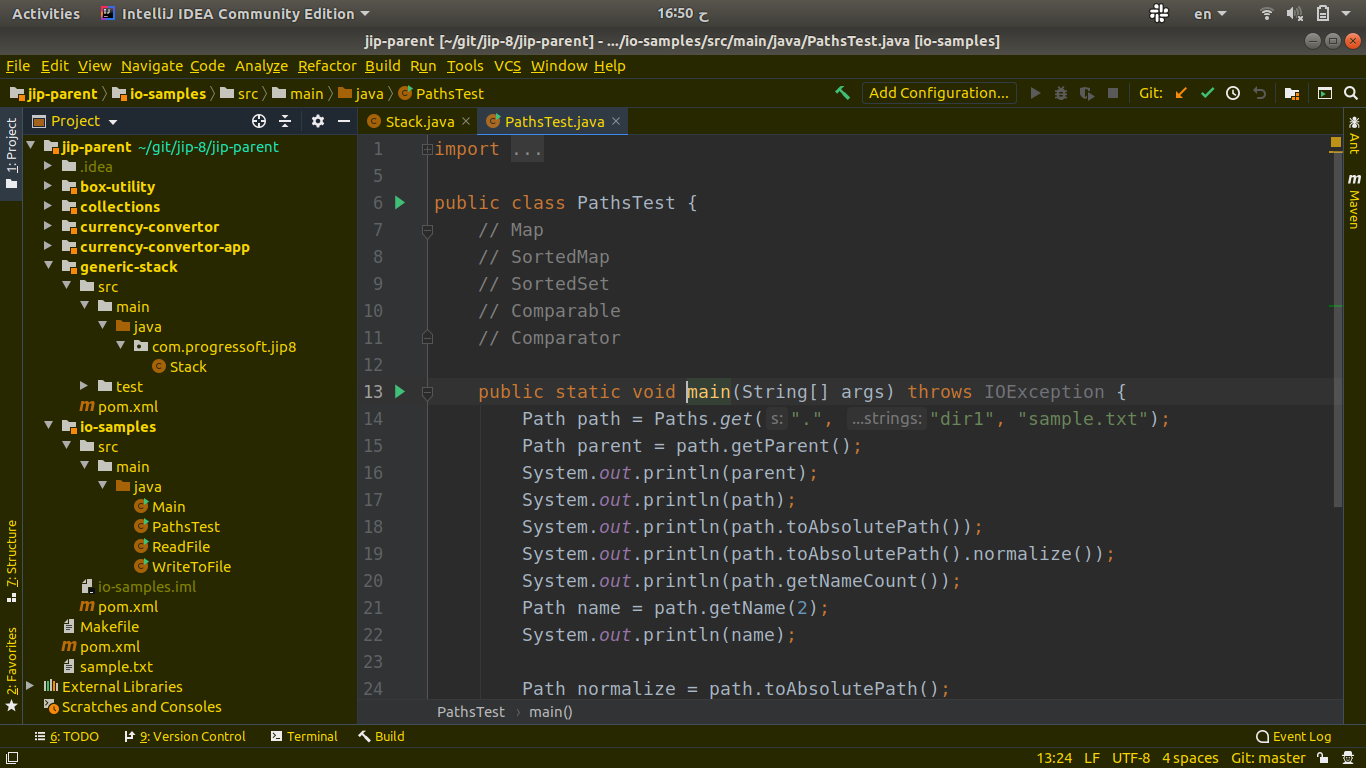 Activities IntelliJ IDEA Community Edition 16:50 ح en
jip-parent [~/git/jip-8/jip-parent] - .../io-samples/src/main/java/PathsTest.java [io-samples]
File Edit View Navigate Code Analyze Refactor Build Run Tools VCS Window Help
jip-parent io-samples src main java PathsTest Add Configuration... Git:
1: Project
7: Structure
2: Favorites
Project
jip-parent ~/git/jip-8/jip-parent
.idea
box-utility
collections
currency-convertor
currency-convertor-app
generic-stack
src
main
java
com.progressoft.jip8
Stack
test
pom.xml
io-samples
src
main
java
Main
PathsTest
ReadFile
WriteToFile
io-samples.iml
pom.xml
Makefile
pom.xml
sample.txt
External Libraries
Scratches and Consoles
Stack.java PathsTest.java
1 import ...
5
6 public class PathsTest {
7 // Map
8 // SortedMap
9 // SortedSet
10 // Comparable
11 // Comparator
12
13 public static void main(String[] args) throws IOException {
14 Path path = Paths.get( s: ".", ...strings: "dir1", "sample.txt");
15 Path parent = path.getParent();
16 System.out.println(parent);
17 System.out.println(path);
18 System.out.println(path.toAbsolutePath());
19 System.out.println(path.toAbsolutePath().normalize());
20 System.out.println(path.getNameCount());
21 Path name = path.getName(2);
22 System.out.println(name);
23
24 Path normalize = path.toAbsolutePath();
PathsTest main()
Ant
m Maven
6: TODO 9: Version Control Terminal Build Event Log
13:24 LF UTF-8 4 spaces Git: master